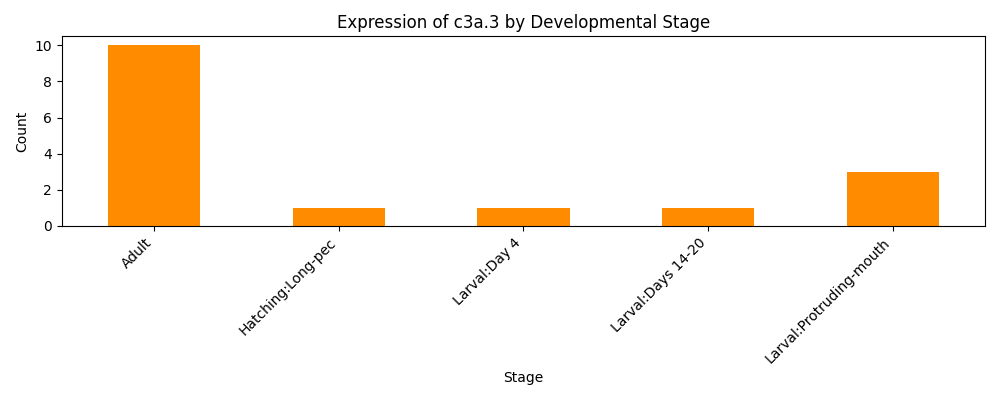 Expression of c3a.3 by Developmental Stage
Count
10
8
6
4
2
0
Adult
Hatching:Long-pec
Larval:Day 4
Larval:Days 14-20
Larval:Protruding-mouth
Stage